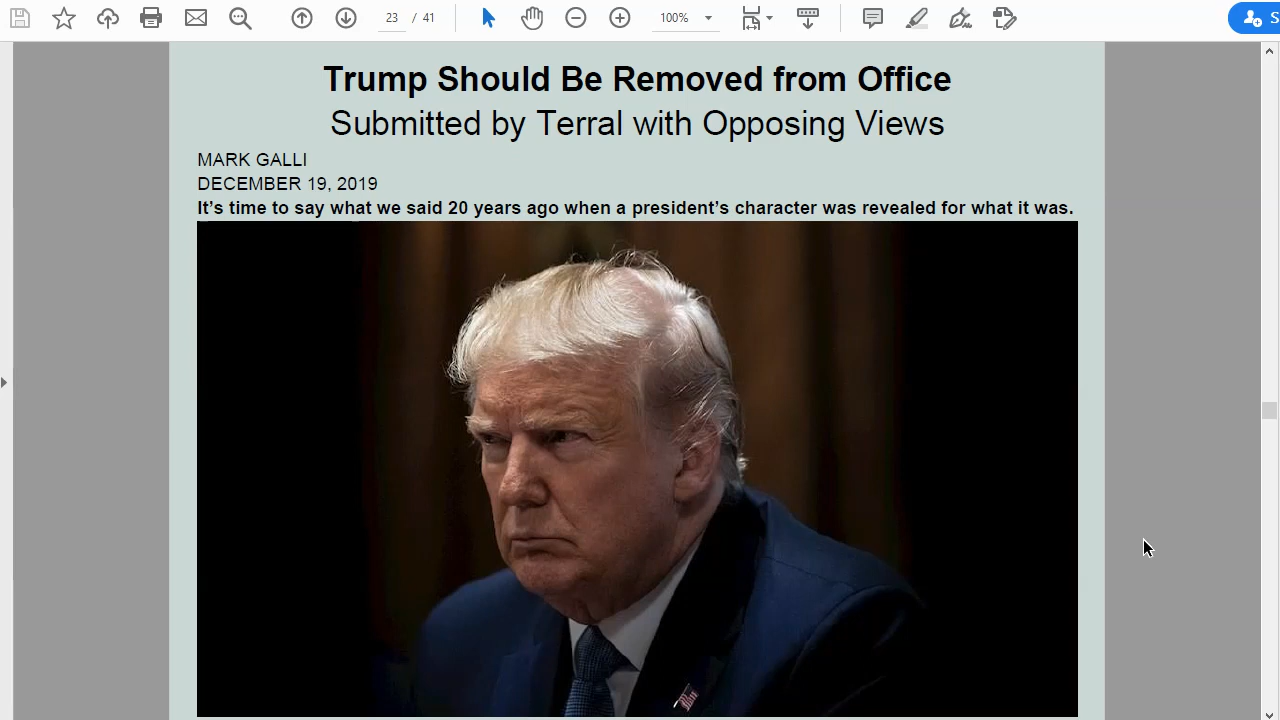 23 / 41
100%
S
Trump Should Be Removed from Office
Submitted by Terral with Opposing Views
MARK GALLI
DECEMBER 19, 2019
It’s time to say what we said 20 years ago when a president’s character was revealed for what it was.